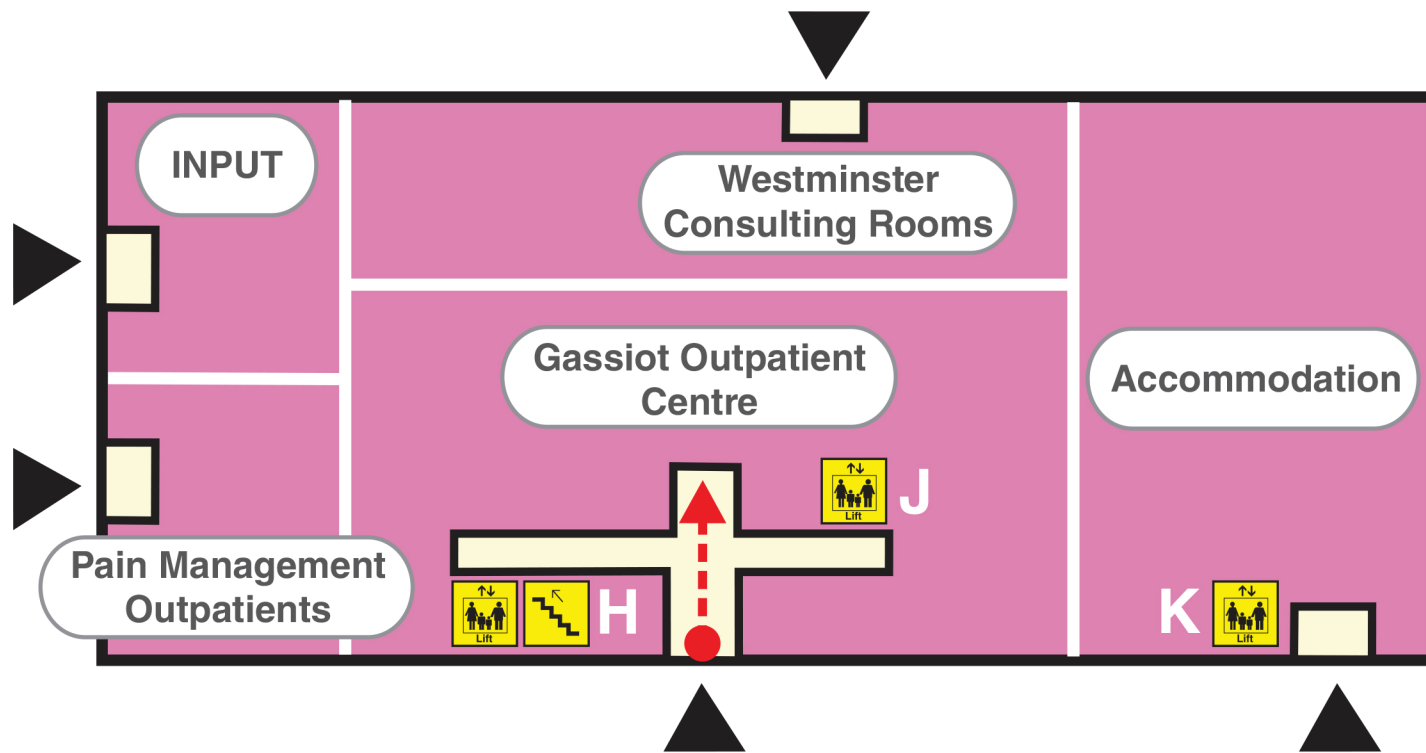 INPUT
Westminster
Consulting Rooms
Gassiot Outpatient
Centre
Accommodation
Lift
J
Pain Management
Outpatients
Lift
H
K
Lift